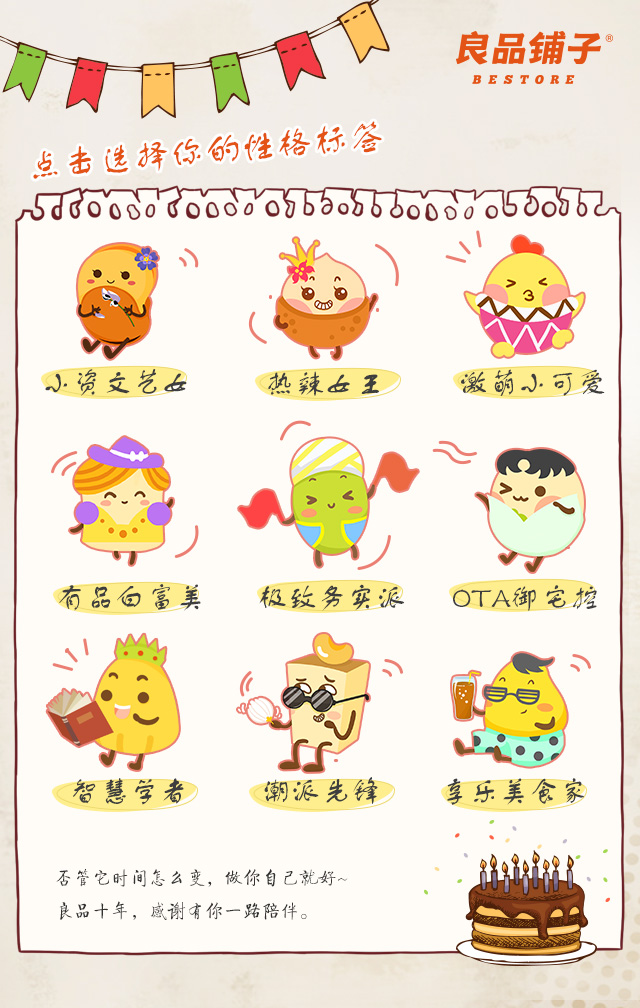 良品铺子®
BESTORE
点击选择你的性格标签
小资文艺女
热辣女王
激萌小可爱
有品白富美
极致务实派
OTA御宅控
智慧学者
潮派先锋
享乐美食家
否管它时间怎么变，做你自己就好~
良品十年，感谢有你一路陪伴。